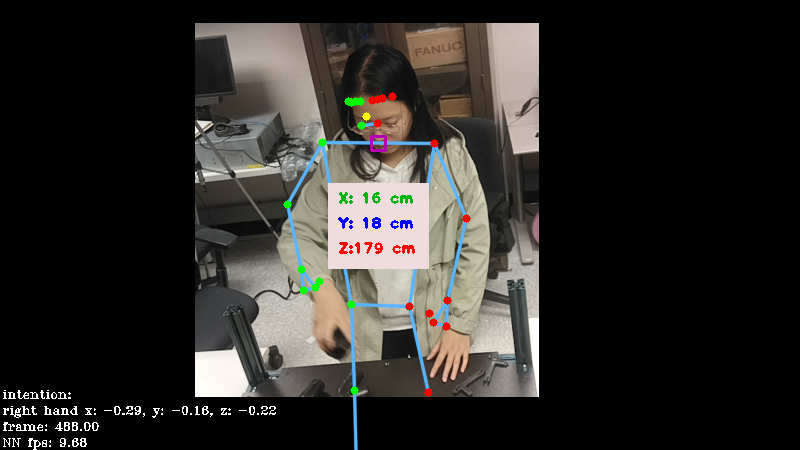 FANUC
X: 16 cm
Y: 18 cm
Z:179 cm
intention:
right hand x: -0.29, y: -0.16, z: -0.22
frame: 488.00
NN fps: 9.68